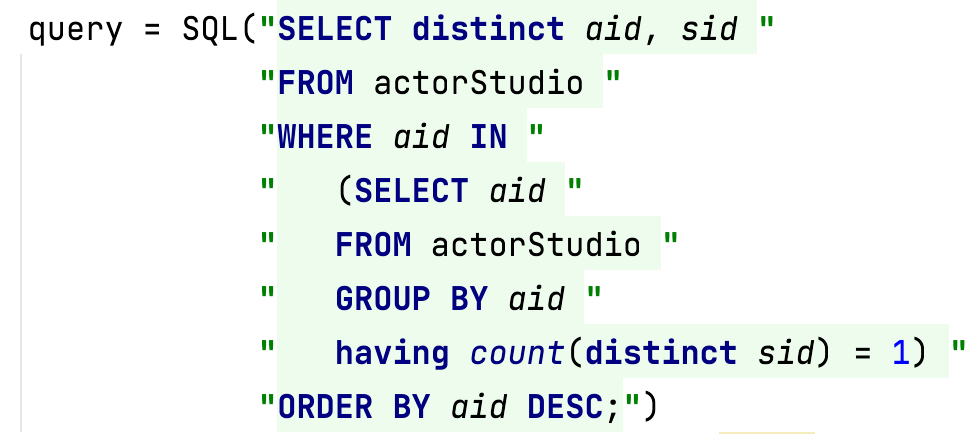 query = SQL("SELECT distinct aid, sid "
"FROM actorStudio "
"WHERE aid IN "
"   (SELECT aid "
"   FROM actorStudio "
"   GROUP BY aid "
"   having count(distinct sid) = 1) "
"ORDER BY aid DESC;")